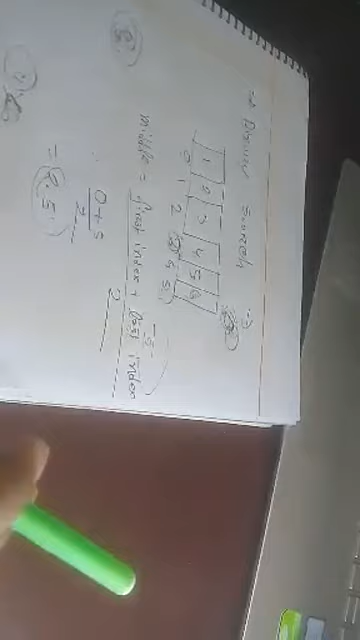 → Binary search :-
1 2 3 4 5 6
0 1 2 3 4 5
middle = first index + last index
2
0+5
2
= 2.5